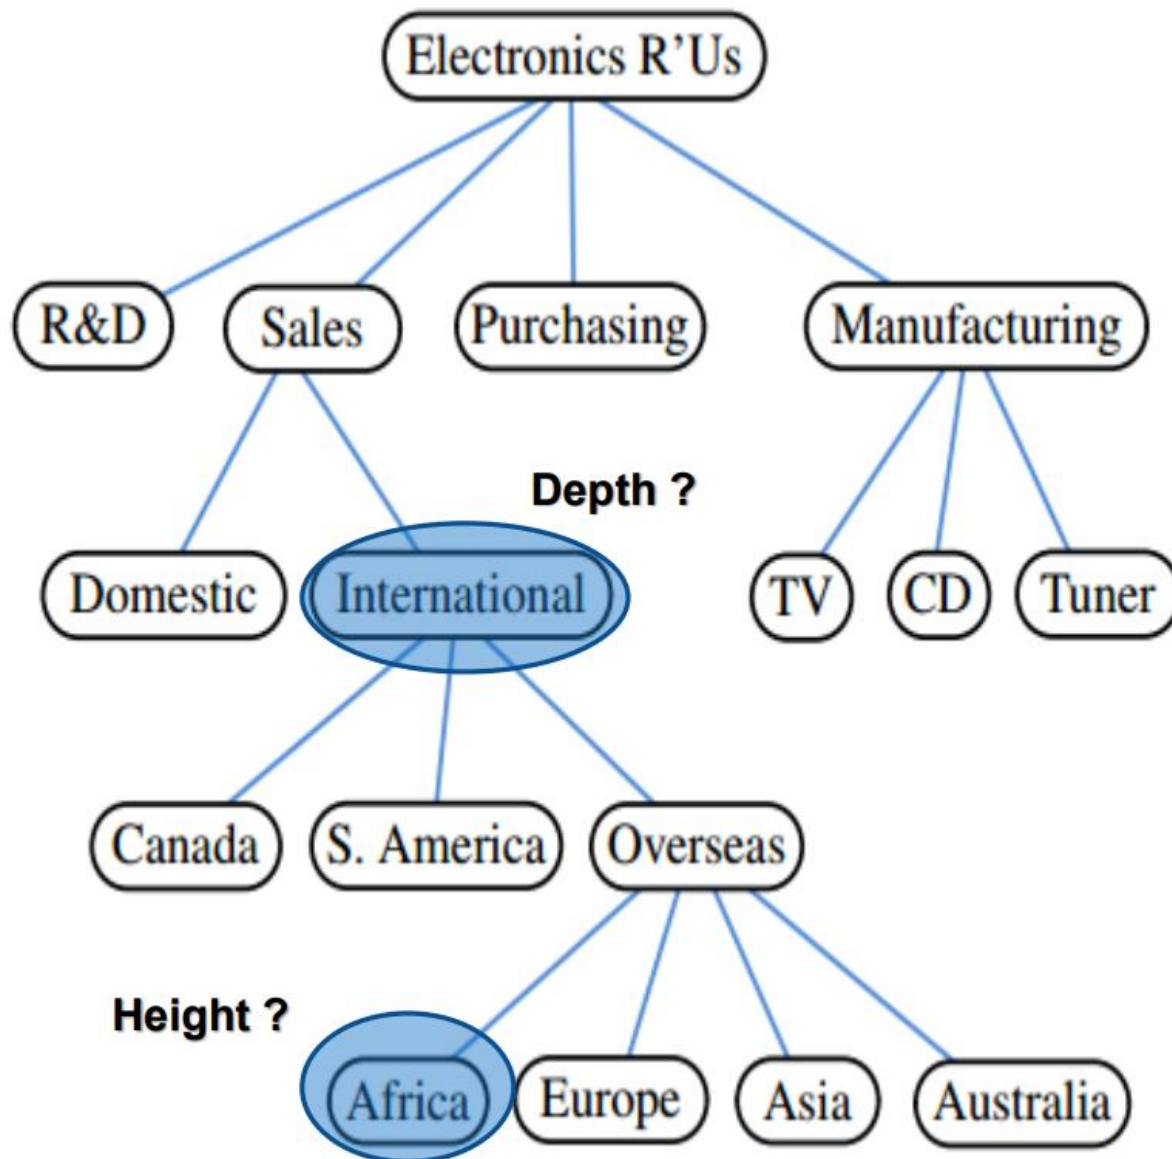 Electronics R'Us
R&D
Sales
Purchasing
Manufacturing
Depth ?
Domestic
International
TV
CD
Tuner
Canada
S. America
Overseas
Height ?
Africa
Europe
Asia
Australia